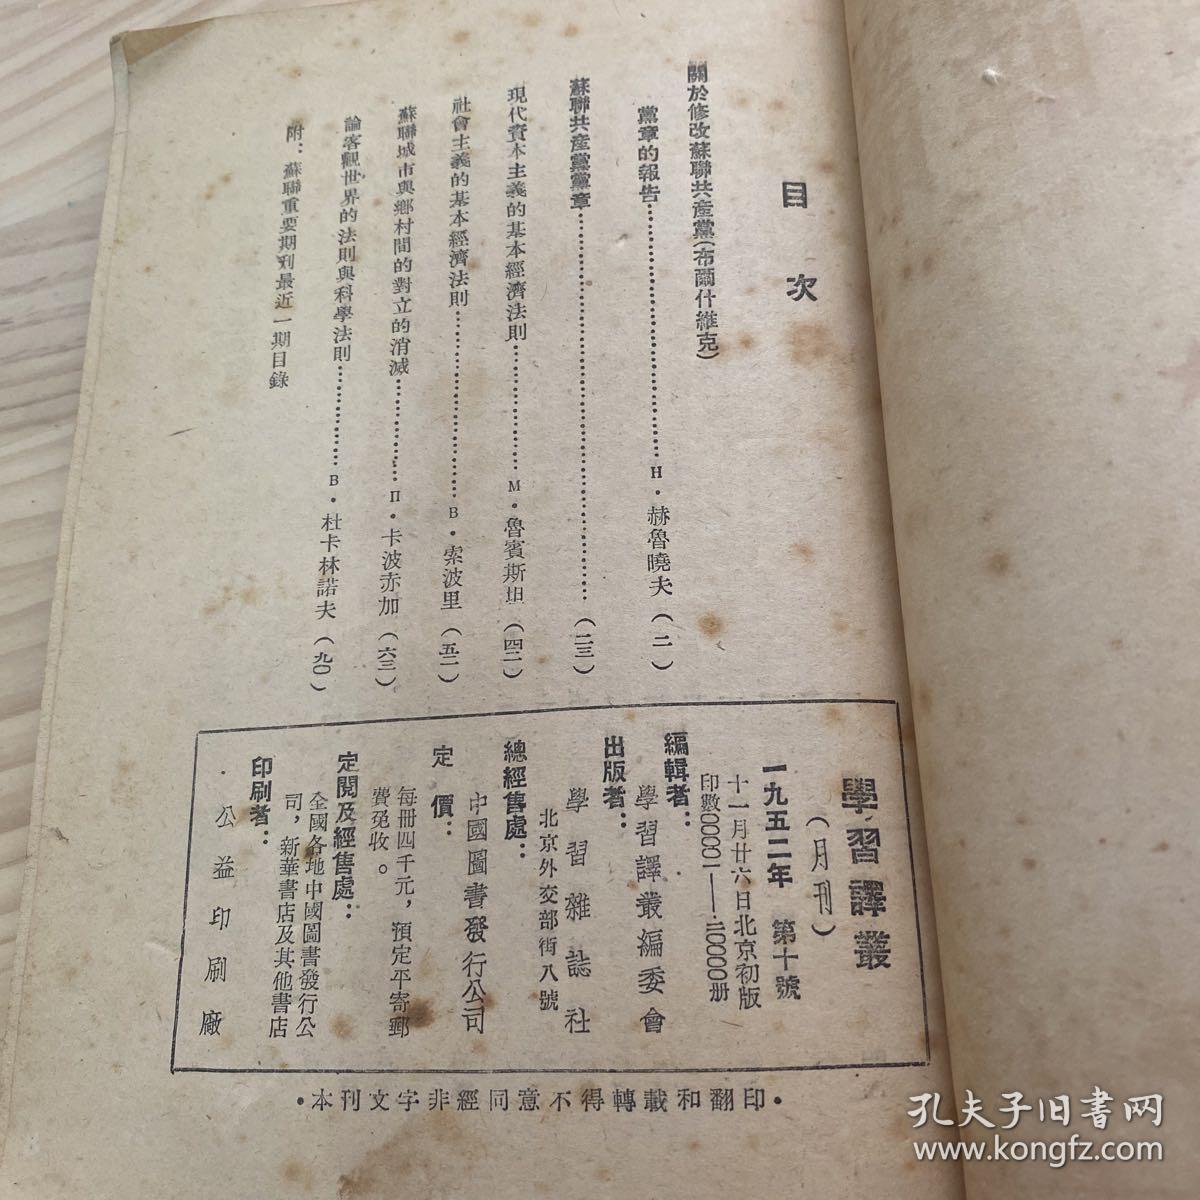 目次
關於修改蘇聯共產黨(布爾什維克)
黨章的報告……H·赫魯曉夫(二)
蘇聯共產黨黨章……(二三)
現代資本主義的基本經濟法則……M·魯賓斯坦(四二)
社會主義的基本經濟法則……B·索波里(五二)
蘇聯城市與鄉村間的對立的消滅……П·卡波赤加(六三)
論客觀世界的法則與科學法則……B·杜卡林諾夫(九〇)
附：蘇聯重要期刊最近一期目錄
學習譯叢
(月刊)
一九五二年 第十號
十一月廿六日北京初版
印數00001——20000冊
編輯者：
學習譯叢編委會
出版者：
學習雜誌社
北京外交部街八號
總經售處：
中國圖書發行公司
定價：
每冊四千元，預定平寄郵
費免收。
定閱及經售處：
全國各地中國圖書發行公
司，新華書店及其他書店
印刷者：
公益印刷廠
·本刊文字非經同意不得轉載和翻印·
孔夫子旧书网
www.kongfz.com